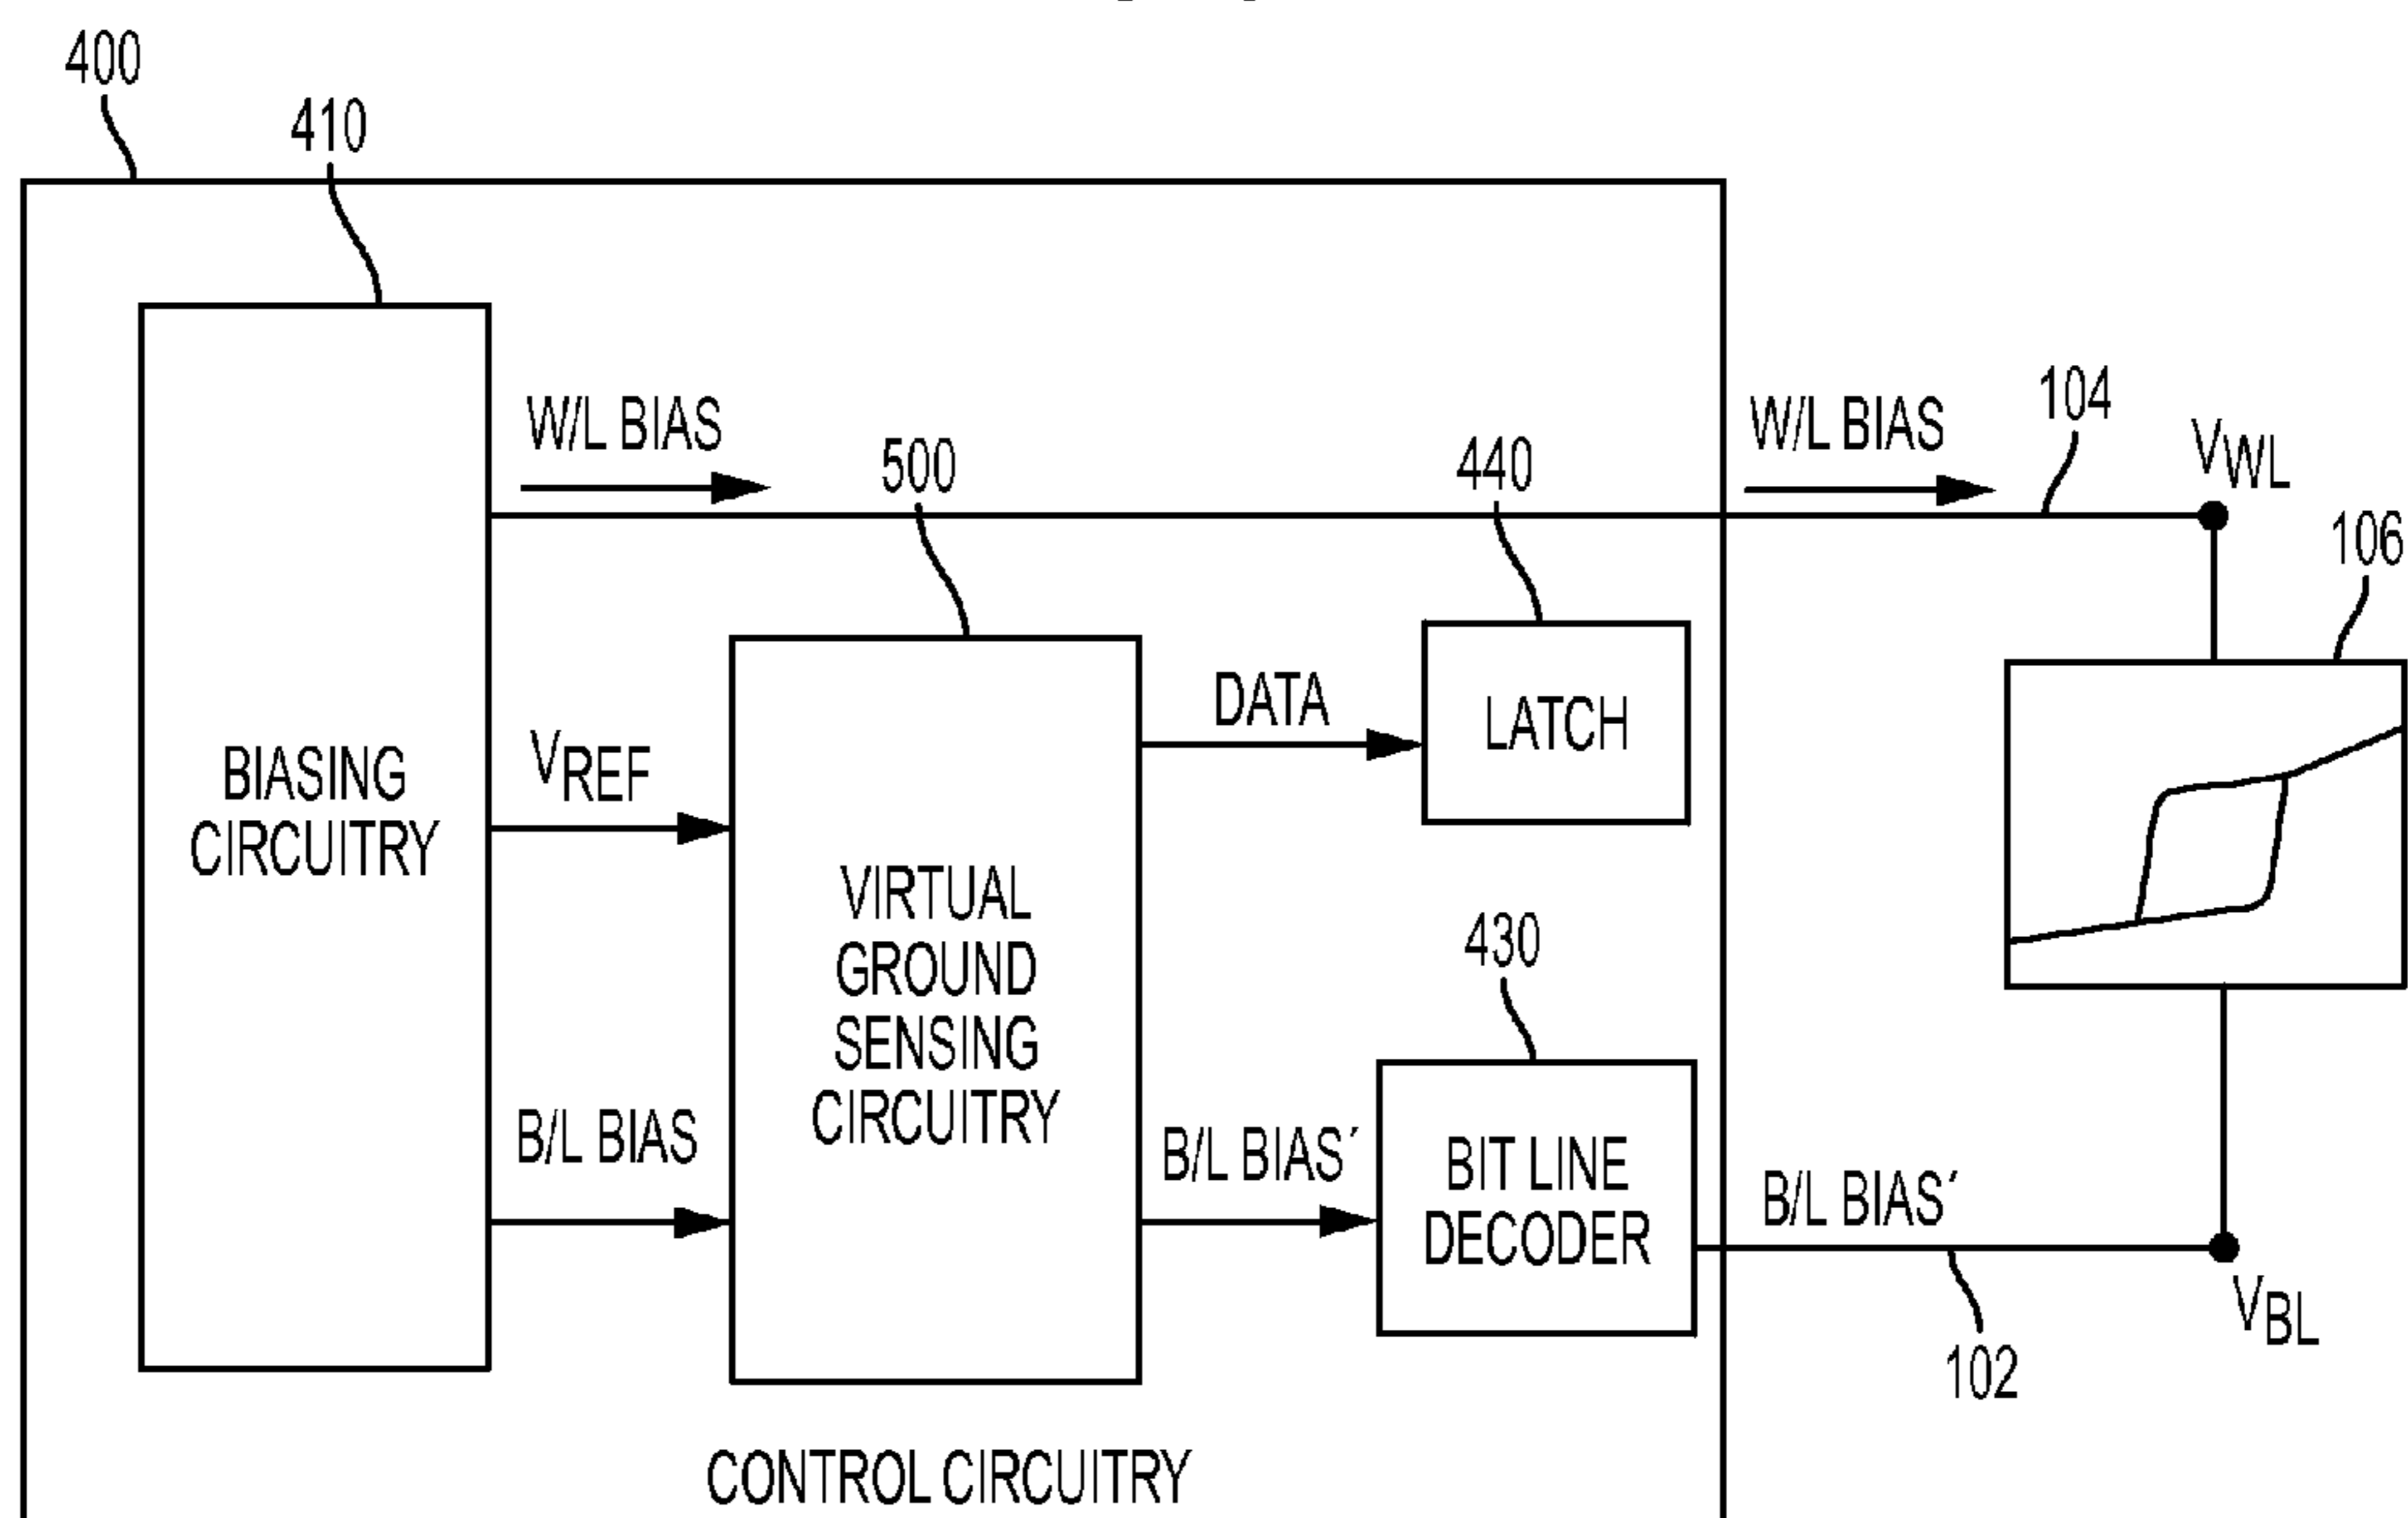 400
410
W/L BIAS
500
440
W/L BIAS
104
VWL
106
BIASING
CIRCUITRY
VREF
B/L BIAS
VIRTUAL
GROUND
SENSING
CIRCUITRY
DATA
LATCH
430
B/L BIAS´
BIT LINE
DECODER
B/L BIAS´
102
VBL
CONTROL CIRCUITRY